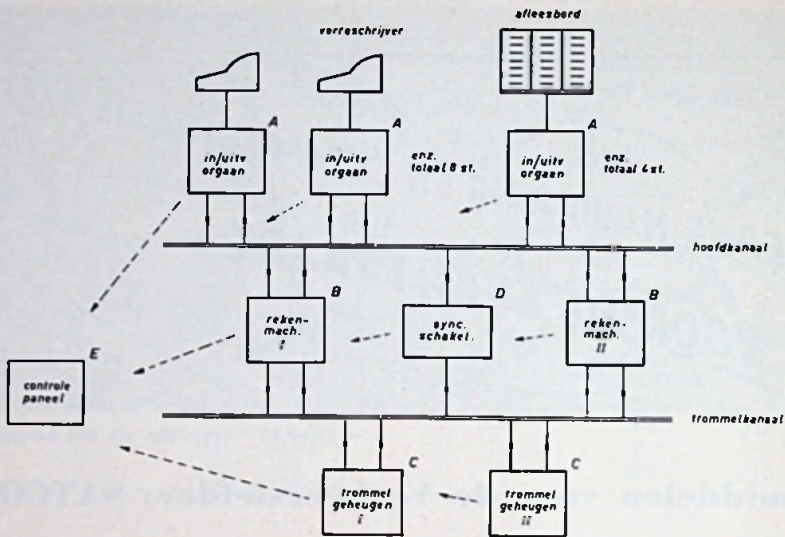 verreschrijver
afleesbord
A
A
A
in/uitv
orgaan
in/uitv
orgaan
enz.
totaal 8 st.
in/uitv
orgaan
enz.
totaal 4 st.
hoofdkanaal
B
D
B
reken-
mach.
I
sync.
schakel.
reken-
mach.
II
E
controle
paneel
trommelkanaal
C
C
trommel
geheugen
I
trommel
geheugen
II